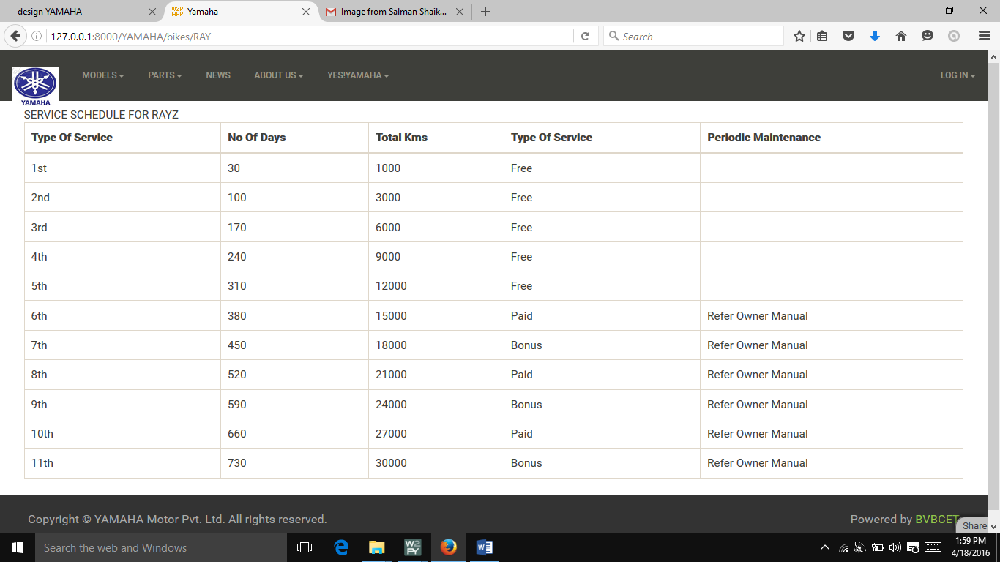 design YAMAHA
Yamaha
Image from Salman Shaik...
127.0.0.1:8000/YAMAHA/bikes/RAY
Search
YAMAHA
MODELS
PARTS
NEWS
ABOUT US
YES!YAMAHA
LOG IN
SERVICE SCHEDULE FOR RAYZ
Type Of Service No Of Days Total Kms Type Of Service Periodic Maintenance
1st 30 1000 Free
2nd 100 3000 Free
3rd 170 6000 Free
4th 240 9000 Free
5th 310 12000 Free
6th 380 15000 Paid Refer Owner Manual
7th 450 18000 Bonus Refer Owner Manual
8th 520 21000 Paid Refer Owner Manual
9th 590 24000 Bonus Refer Owner Manual
10th 660 27000 Paid Refer Owner Manual
11th 730 30000 Bonus Refer Owner Manual
Copyright © YAMAHA Motor Pvt. Ltd. All rights reserved.
Powered by BVBCET
Share
Search the web and Windows
W2
PY
1:59 PM
4/18/2016